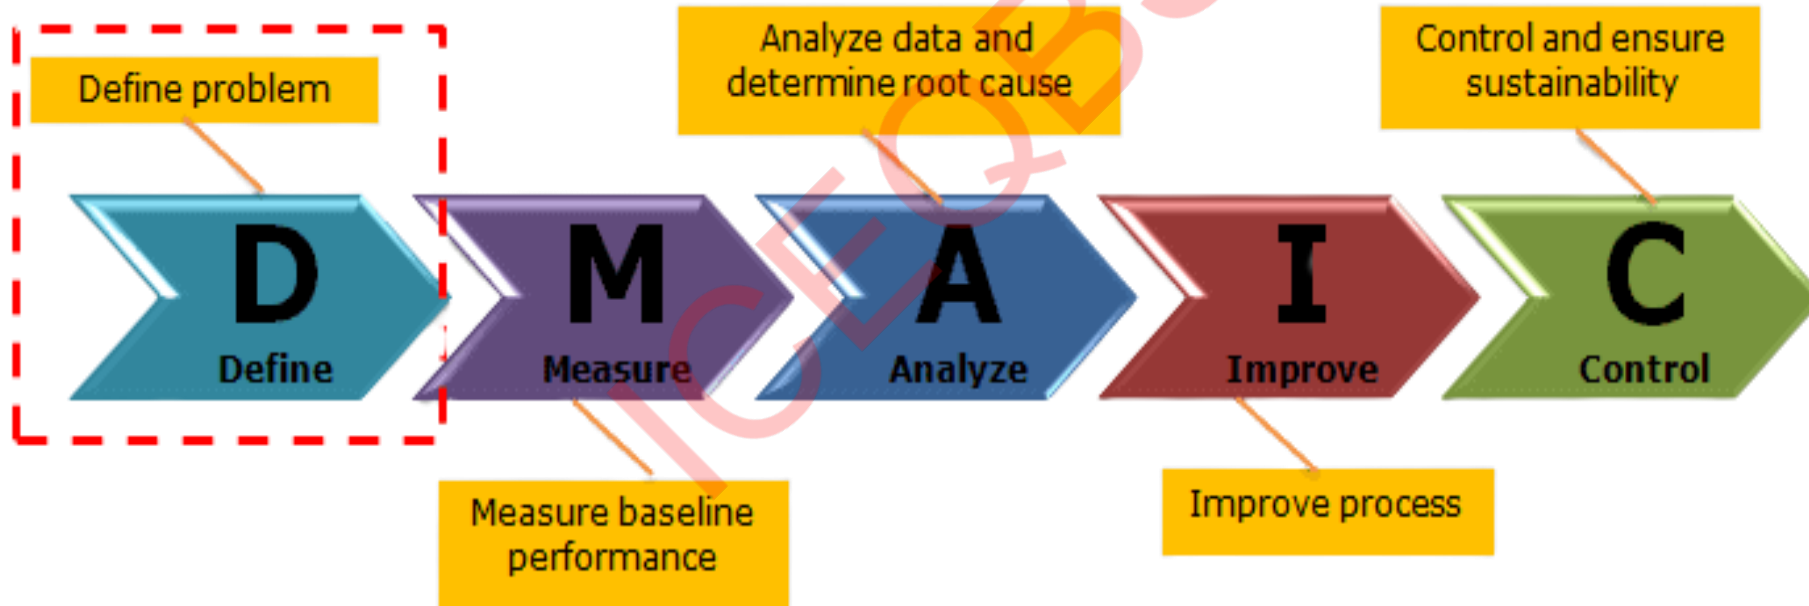 Define problem
Analyze data and
determine root cause
Control and ensure
sustainability
D
Define
M
Measure
A
Analyze
I
Improve
C
Control
Measure baseline
performance
Improve process